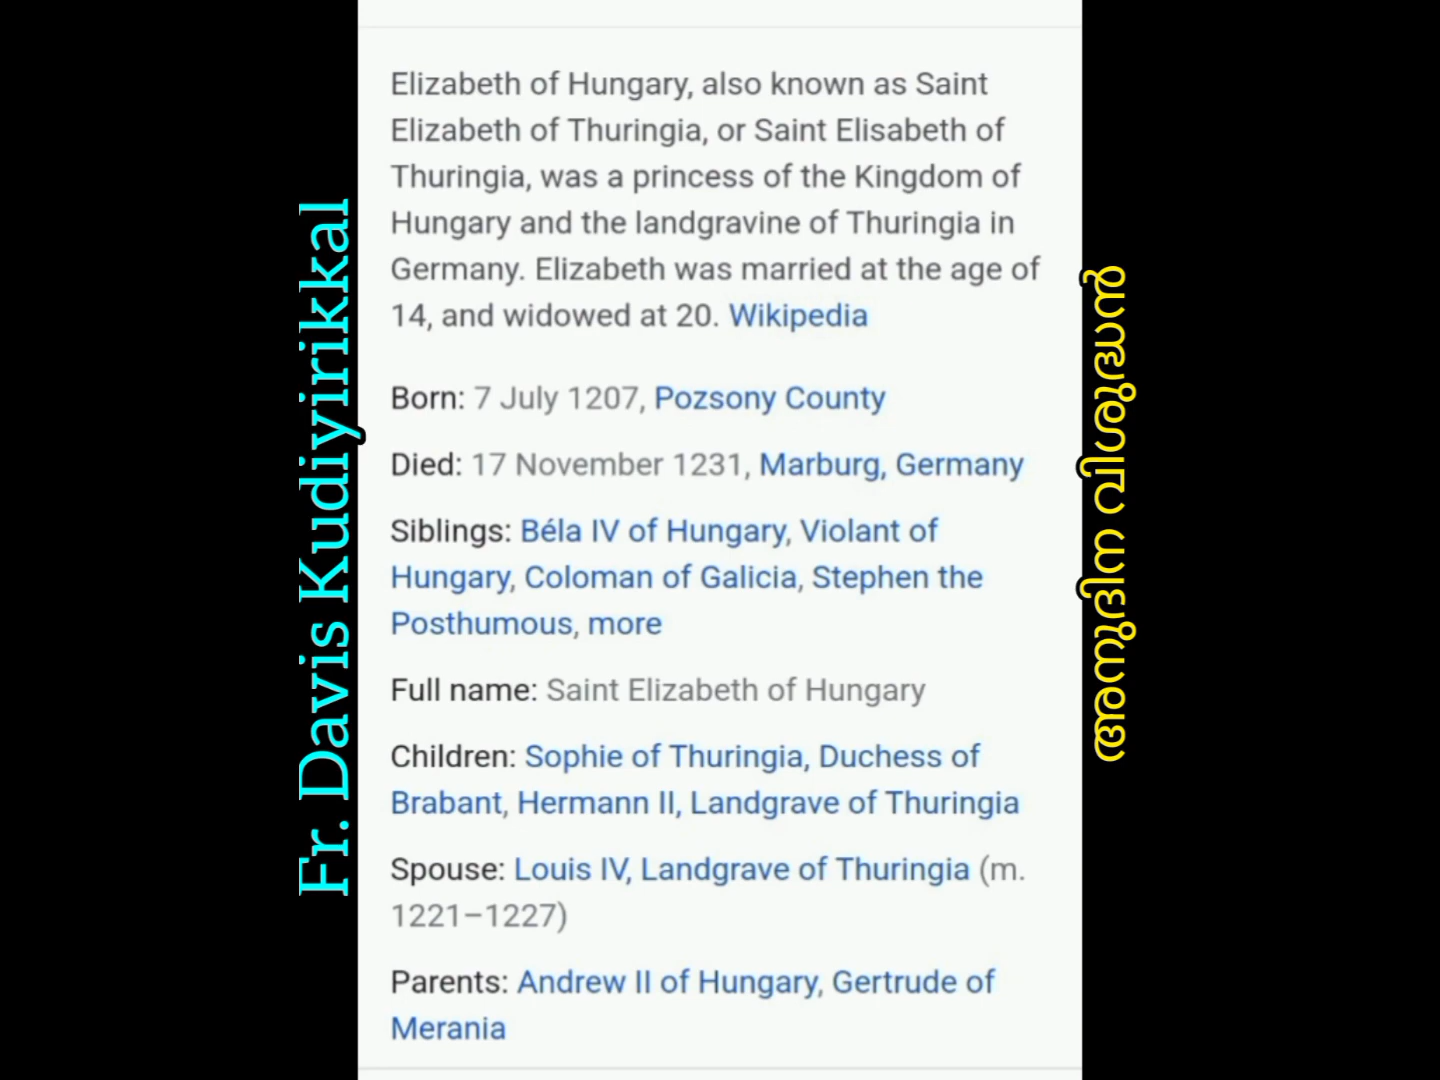 Fr. Davis Kudiyirikkal
Elizabeth of Hungary, also known as Saint
Elizabeth of Thuringia, or Saint Elisabeth of
Thuringia, was a princess of the Kingdom of
Hungary and the landgravine of Thuringia in
Germany. Elizabeth was married at the age of
14, and widowed at 20. Wikipedia
Born: 7 July 1207, Pozsony County
Died: 17 November 1231, Marburg, Germany
Siblings: Béla IV of Hungary, Violant of
Hungary, Coloman of Galicia, Stephen the
Posthumous, more
Full name: Saint Elizabeth of Hungary
Children: Sophie of Thuringia, Duchess of
Brabant, Hermann II, Landgrave of Thuringia
Spouse: Louis IV, Landgrave of Thuringia (m.
1221–1227)
Parents: Andrew II of Hungary, Gertrude of
Merania
അനുദിന വിശുദ്ധൻ